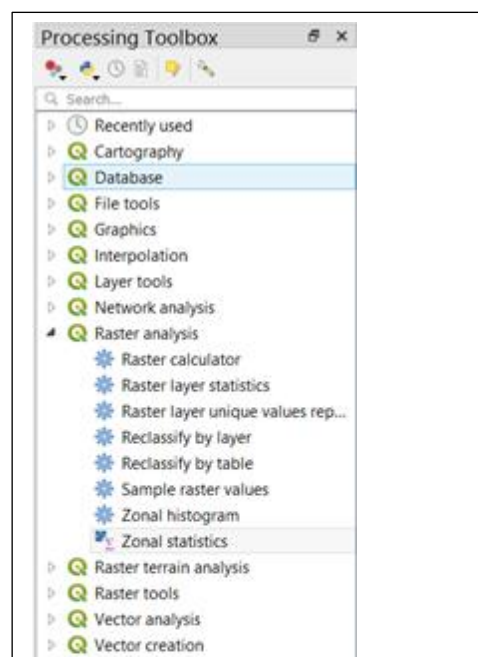 Processing Toolbox
Search...
Recently used
Cartography
Database
File tools
Graphics
Interpolation
Layer tools
Network analysis
Raster analysis
Raster calculator
Raster layer statistics
Raster layer unique values rep...
Reclassify by layer
Reclassify by table
Sample raster values
Zonal histogram
Zonal statistics
Raster terrain analysis
Raster tools
Vector analysis
Vector creation